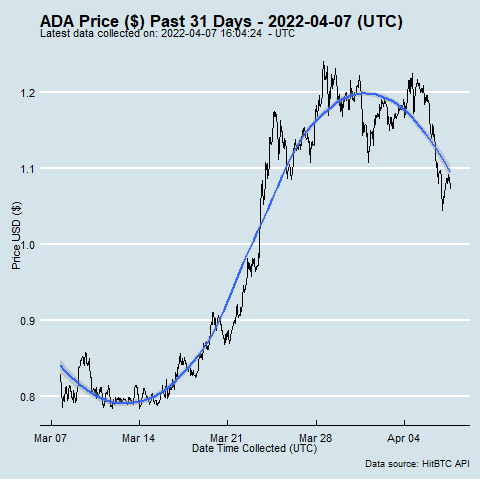 ADA Price ($) Past 31 Days - 2022-04-07 (UTC)
Latest data collected on: 2022-04-07 16:04:24 - UTC
Price USD ($)
1.2
1.1
1.0
0.9
0.8
Mar 07 Mar 14 Mar 21 Mar 28 Apr 04
Date Time Collected (UTC)
Data source: HitBTC API